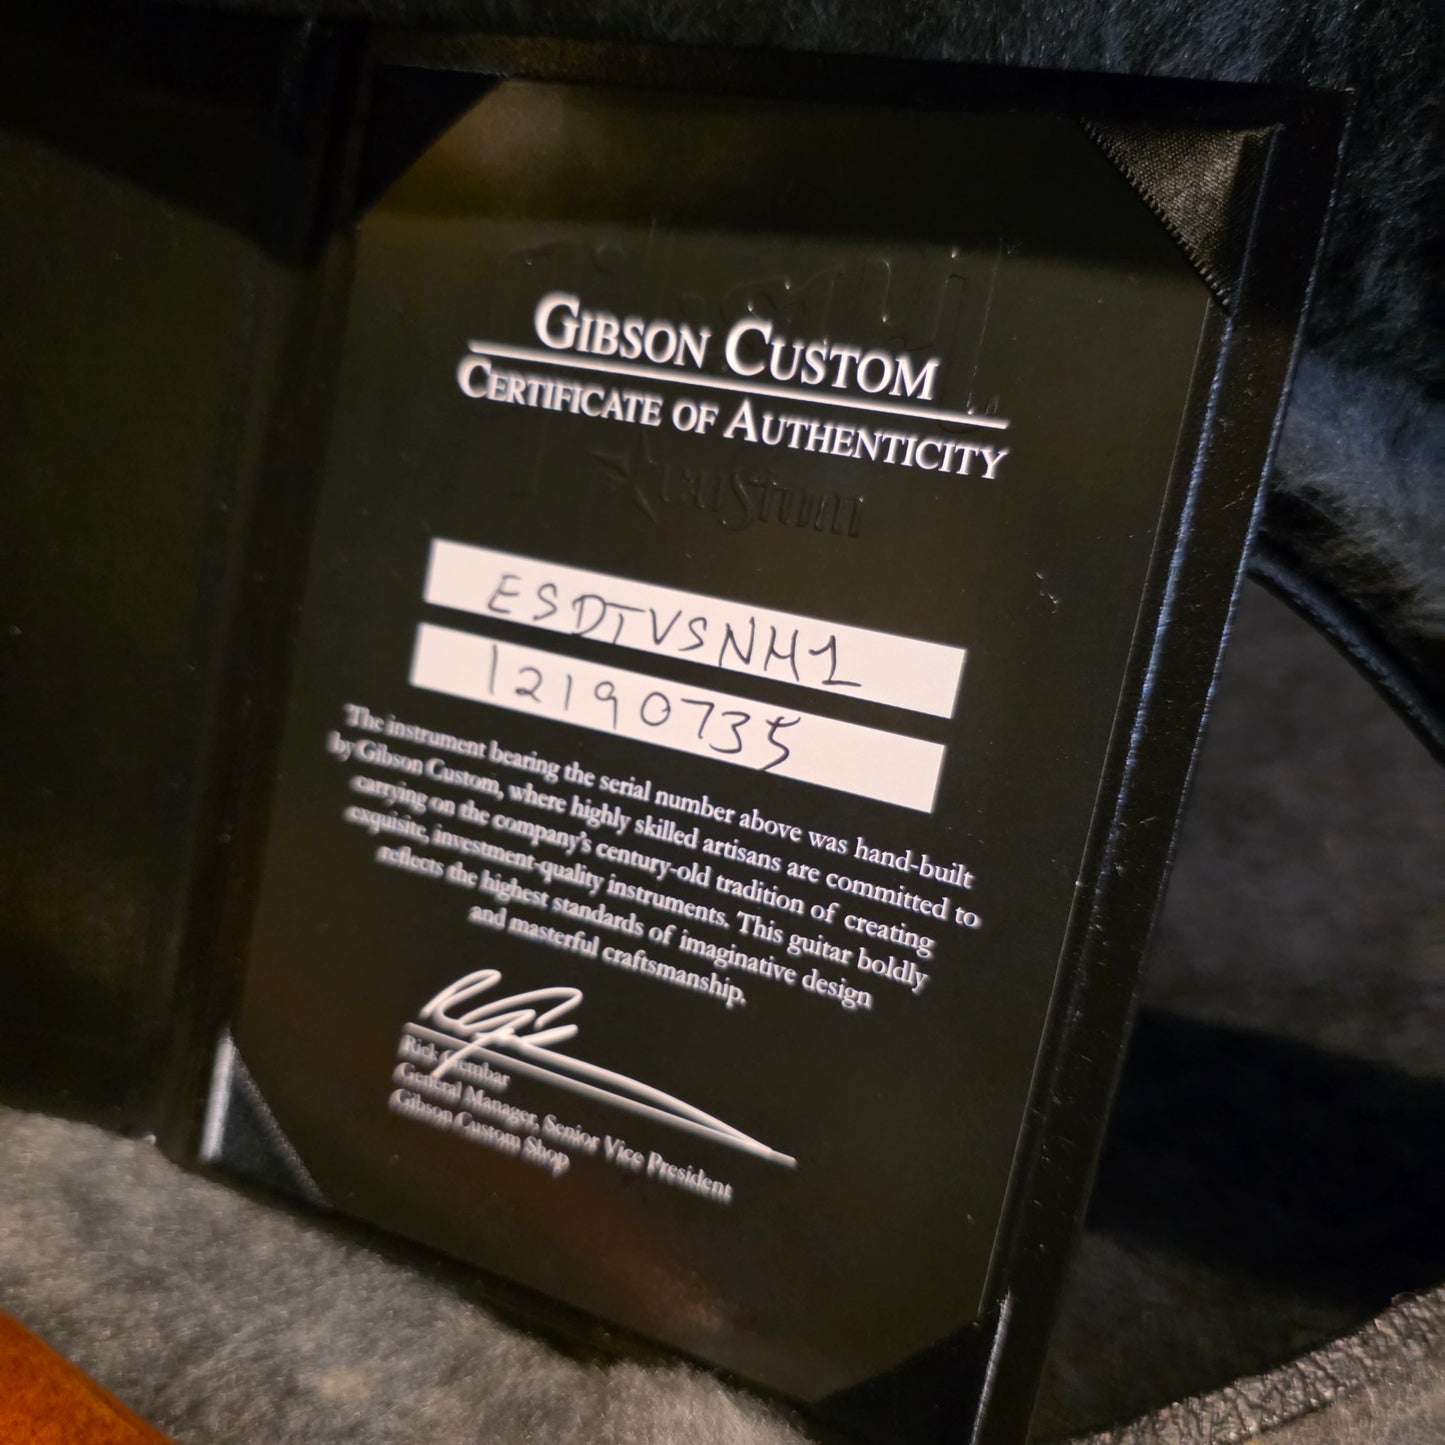 GIBSON CUSTOM
CERTIFICATE OF AUTHENTICITY
custom
ESDTVSNH1
12190735
The instrument bearing the serial number above was hand-built
by Gibson Custom, where highly skilled artisans are committed to
carrying on the company's century-old tradition of creating
exquisite, investment-quality instruments. This guitar boldly
reflects the highest standards of imaginative design
and masterful craftsmanship.
Rick Gembar
General Manager, Senior Vice President
Gibson Custom Shop